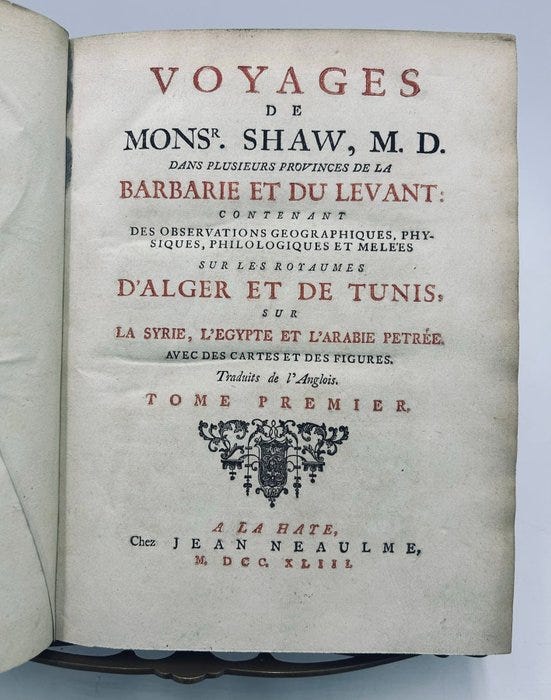 VOYAGES
DE
MONSR. SHAW, M. D.
DANS PLUSIEURS PROVINCES DE LA
BARBARIE ET DU LEVANT:
CONTENANT
DES OBSERVATIONS GEOGRAPHIQUES, PHY-
SIQUES, PHILOLOGIQUES ET MELE'ES
SUR LES ROYAUMES
D'ALGER ET DE TUNIS,
SUR
LA SYRIE, L'EGYPTE ET L'ARABIE PETRÉE.
AVEC DES CARTES ET DES FIGURES.
Traduits de l'Anglois.
TOME PREMIER.
A LA HAYE,
Chez JEAN NEAULME,
M. DCC. XLIII.